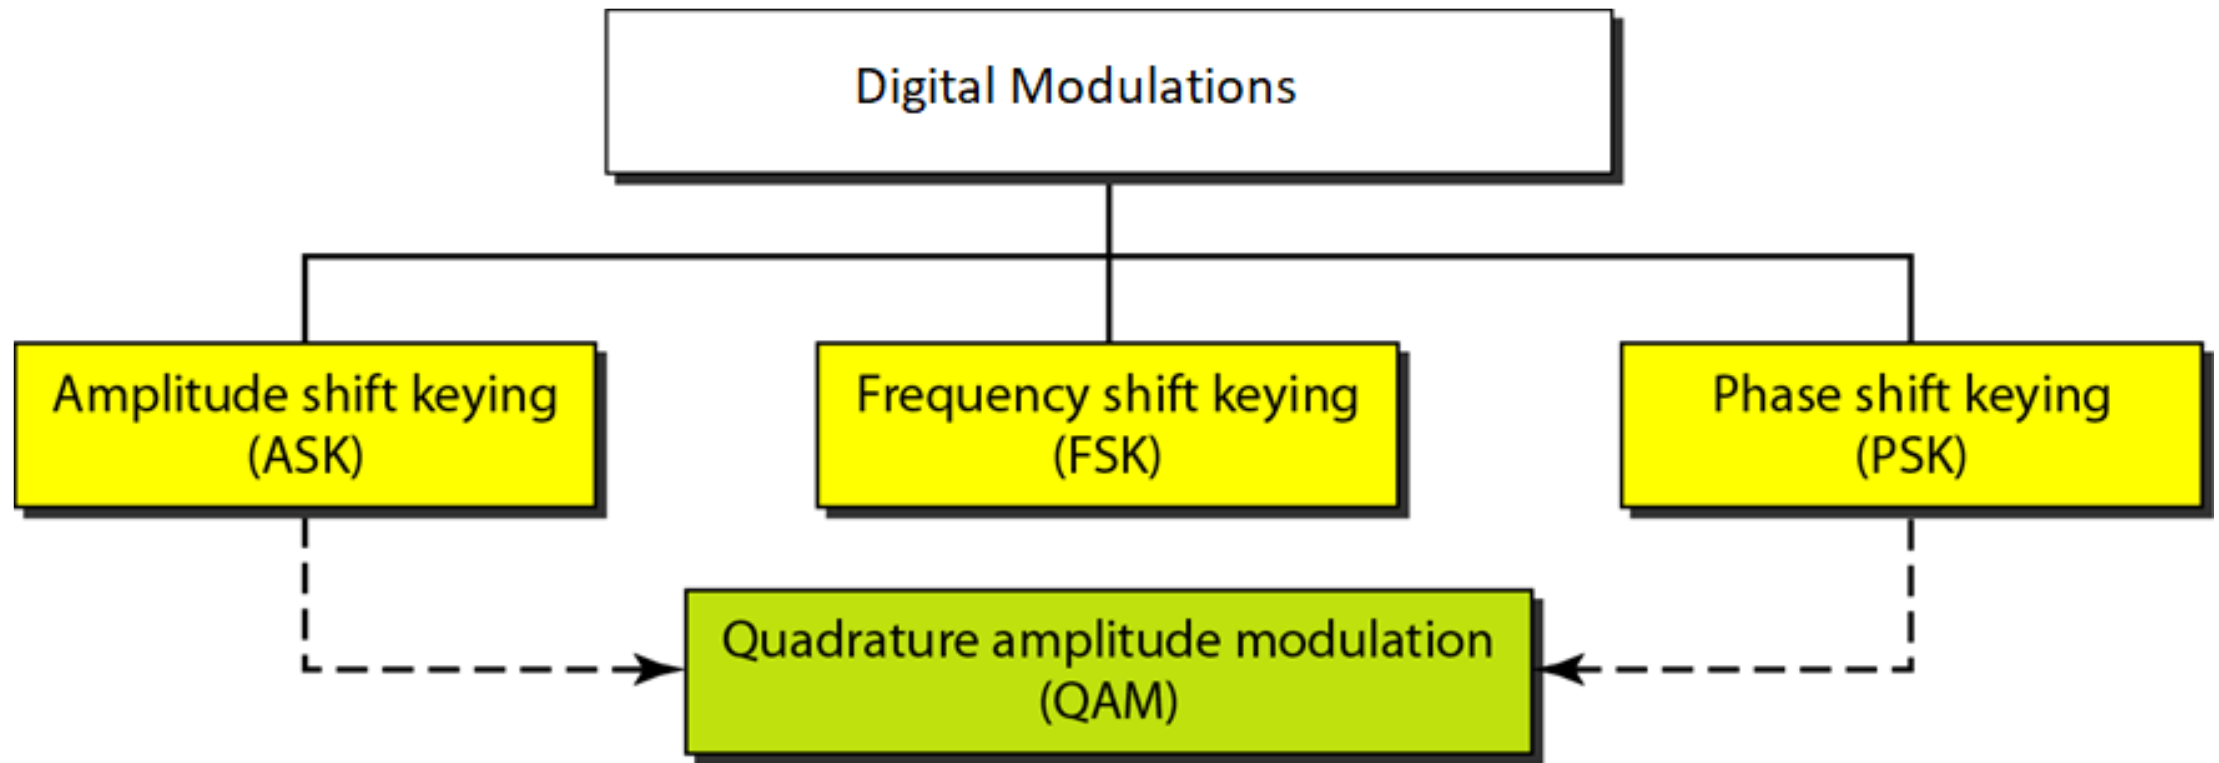 Digital Modulations
Amplitude shift keying
(ASK)
Frequency shift keying
(FSK)
Phase shift keying
(PSK)
Quadrature amplitude modulation
(QAM)